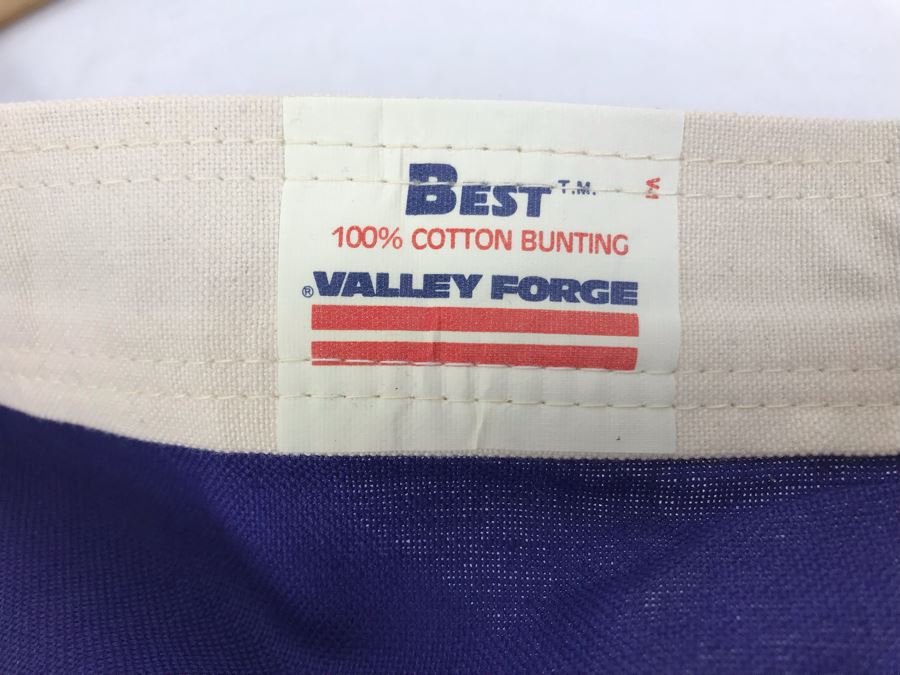 BEST T.M.
100% COTTON BUNTING
® VALLEY FORGE